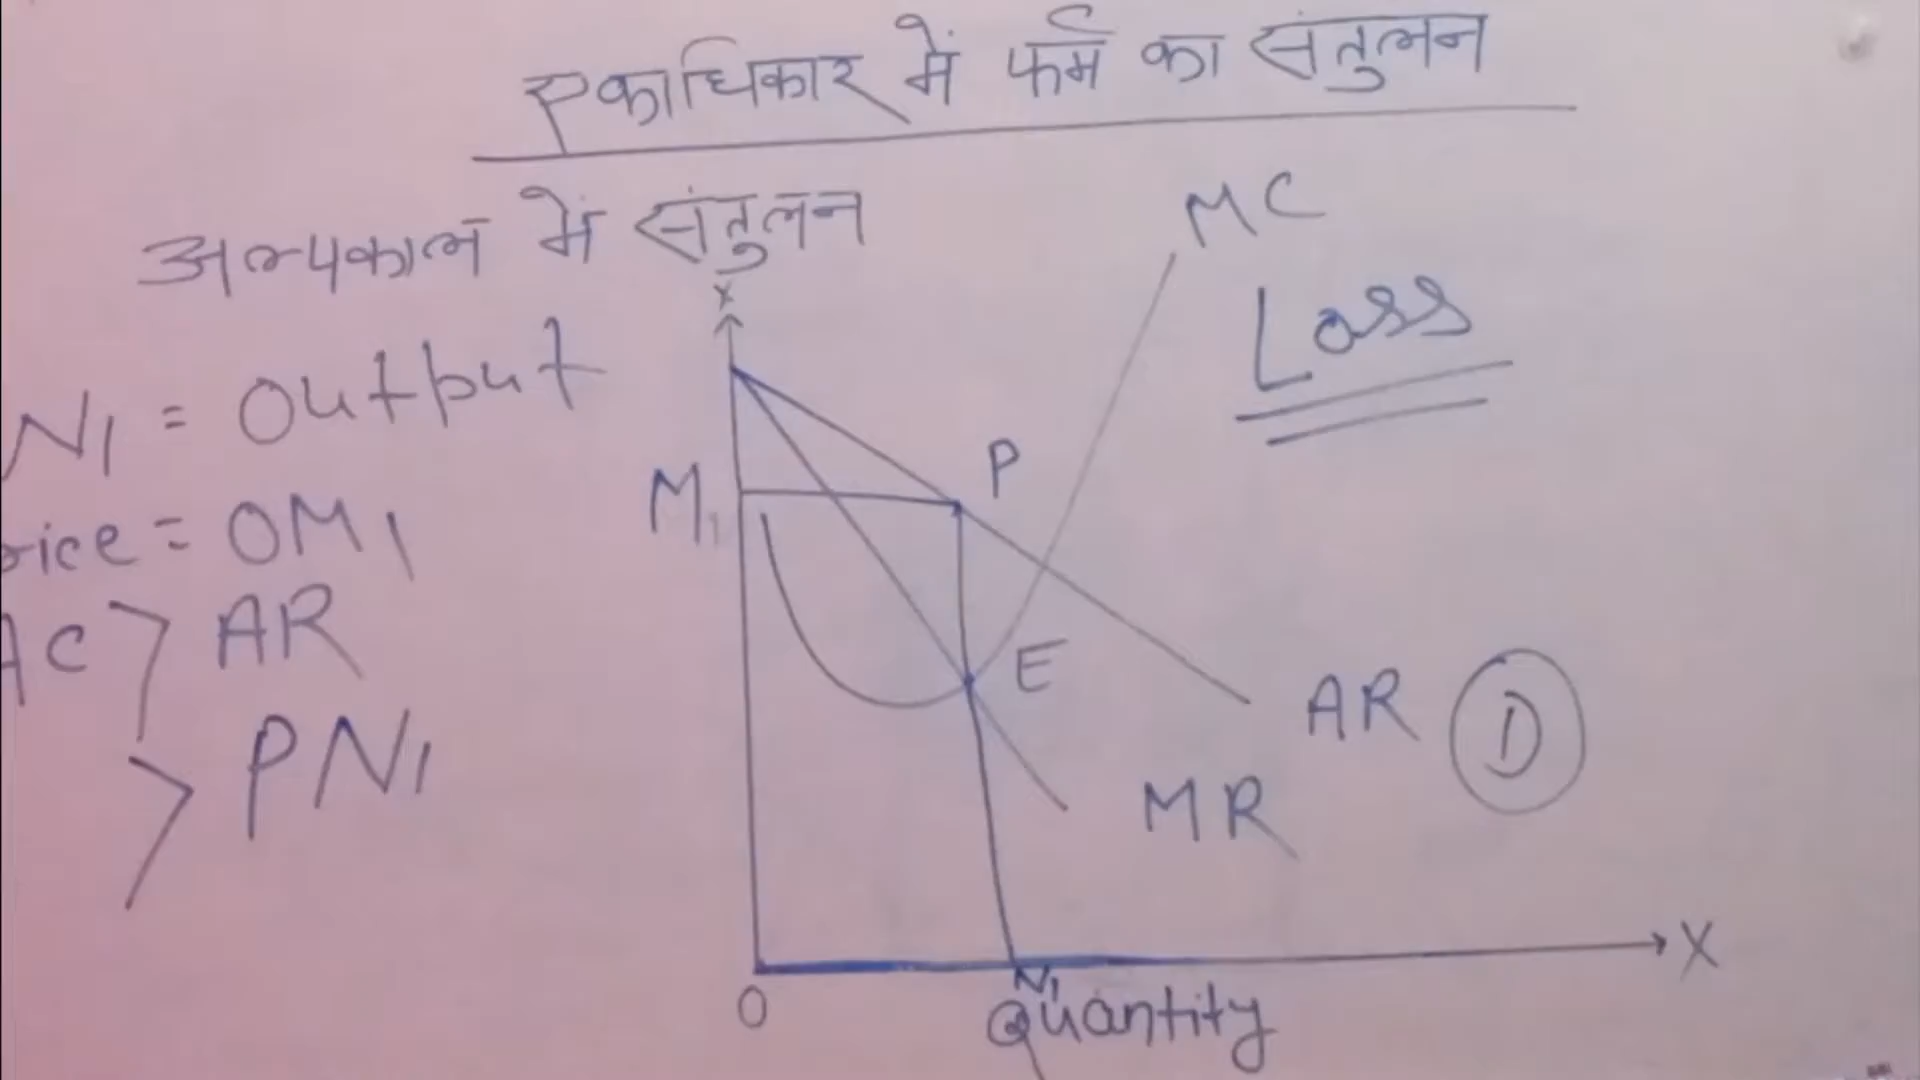 एकाधिकार में फर्म का संतुलन
अल्पकाल में संतुलन
MC
Loss
N1 = Output
rice = OM1
AC > AR
> PN1
x
M1
P
E
AR D
MR
X
O
N1
Quantity